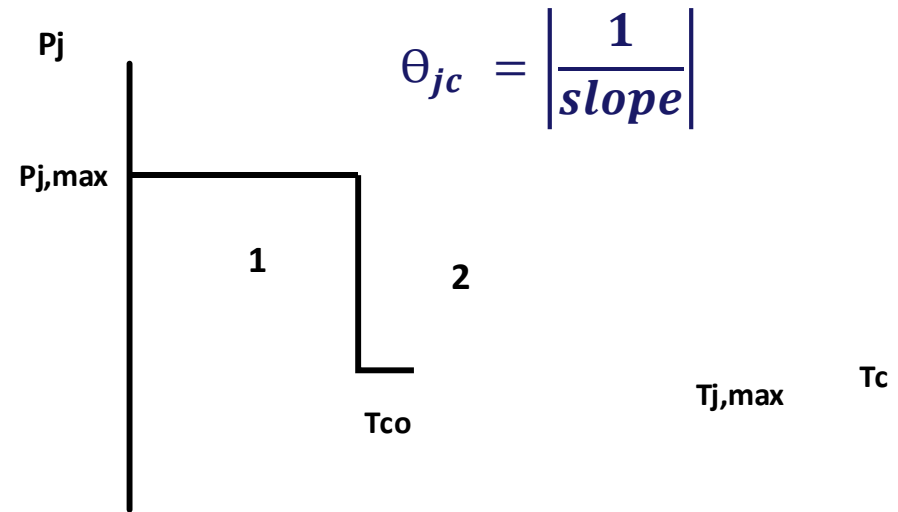 Pj
θjc = |1/slope|
Pj,max
1
2
Tco
Tj,max
Tc